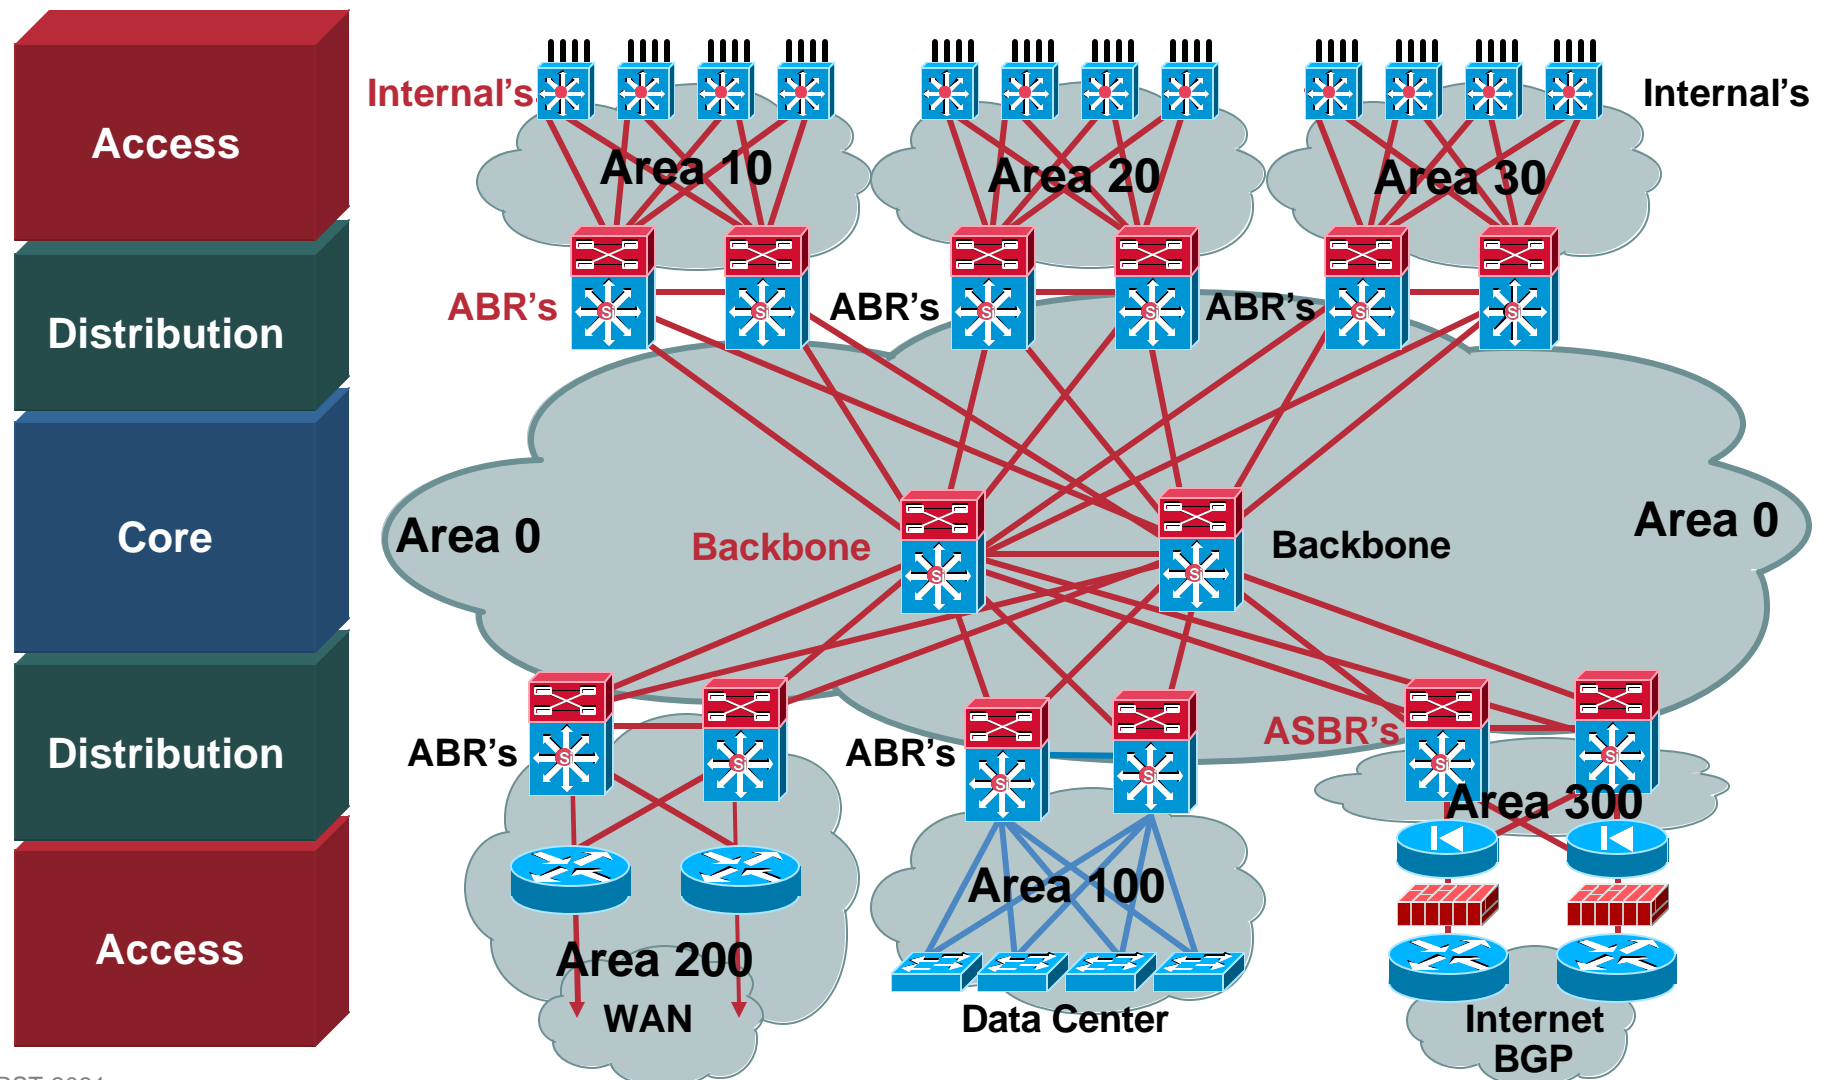 Access
Distribution
Core
Distribution
Access
Internal's
Internal's
Area 10
Area 20
Area 30
ABR's
ABR's
ABR's
Area 0
Area 0
Backbone
Backbone
ABR's
ABR's
ASBR's
Area 300
Area 100
Area 200
WAN
Data Center
Internet
BGP